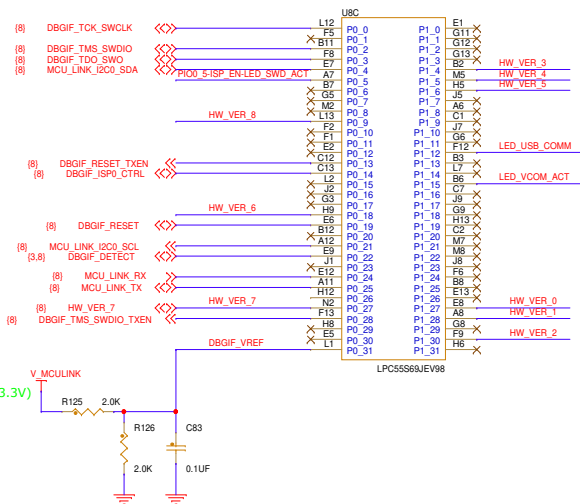 U8C
{8} DBGIF_TCK_SWCLK L12 P0_0 P1_0 E1
F5 P0_1 P1_1 G11
{8} DBGIF_TMS_SWDIO B11 P0_2 P1_2 G12
{8} DBGIF_TDO_SWO F8 P0_3 P1_3 G13
{8} MCU_LINK_I2C0_SDA E7 P0_4 P1_4 B2 HW_VER_3
PIO0_5-ISP_EN-LED_SWD_ACT A7 P0_5 P1_5 M5 HW_VER_4
B7 P0_6 P1_6 H5 HW_VER_5
G5 P0_7 P1_7 J5
M2 P0_8 P1_8 A6
HW_VER_8 L13 P0_9 P1_9 C1
F2 P0_10 P1_10 J7
F1 P0_11 P1_11 G6
E2 P0_12 P1_12 F12 LED_USB_COMM
{8} DBGIF_RESET_TXEN C12 P0_13 P1_13 B3
{8} DBGIF_ISP0_CTRL C13 P0_14 P1_14 L7
L2 P0_15 P1_15 B6 LED_VCOM_ACT
J2 P0_16 P1_16 C7
G3 P0_17 P1_17 J9
HW_VER_6 H9 P0_18 P1_18 G9
{8} DBGIF_RESET E6 P0_19 P1_19 H13
B12 P0_20 P1_20 C2
{8} MCU_LINK_I2C0_SCL A12 P0_21 P1_21 M7
{3,8} DBGIF_DETECT E9 P0_22 P1_22 M8
J1 P0_23 P1_23 J8
{8} MCU_LINK_RX E12 P0_24 P1_24 F6
{8} MCU_LINK_TX A11 P0_25 P1_25 B8
H12 P0_26 P1_26 E13
{8} HW_VER_7 HW_VER_7 N2 P0_27 P1_27 E8 HW_VER_0
{8} DBGIF_TMS_SWDIO_TXEN F13 P0_28 P1_28 A8 HW_VER_1
H8 P0_29 P1_29 G8
E5 P0_30 P1_30 F9 HW_VER_2
DBGIF_VREF L1 P0_31 P1_31 H6
LPC55S69JEV98
V_MCULINK
3.3V)
R125 2.0K
R126 C83
2.0K 0.1UF